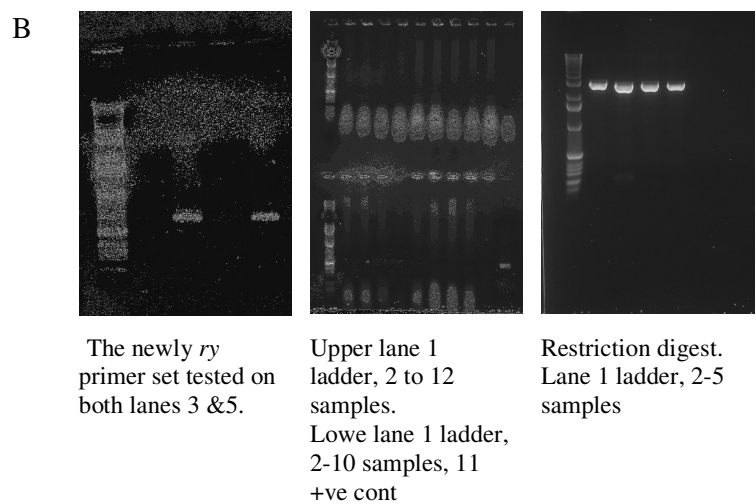 B
The newly ry
primer set tested on
both lanes 3 &5.
Upper lane 1
ladder, 2 to 12
samples.
Lowe lane 1 ladder,
2-10 samples, 11
+ve cont
Restriction digest.
Lane 1 ladder, 2-5
samples